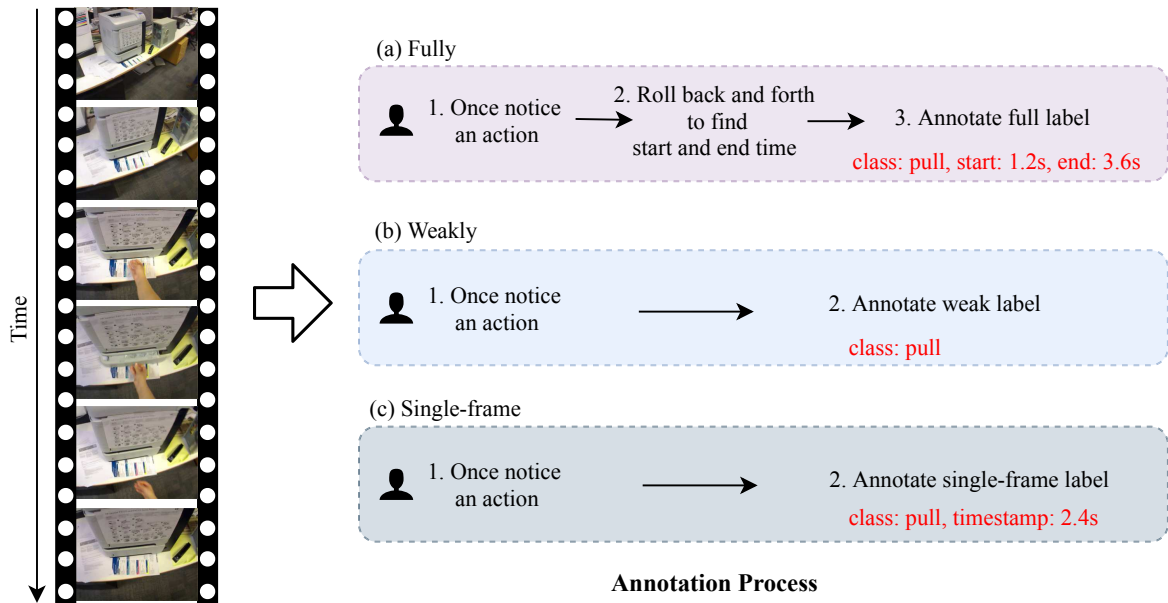 Time
(a) Fully
1. Once notice
an action
2. Roll back and forth
to find
start and end time
3. Annotate full label
class: pull, start: 1.2s, end: 3.6s
(b) Weakly
1. Once notice
an action
2. Annotate weak label
class: pull
(c) Single-frame
1. Once notice
an action
2. Annotate single-frame label
class: pull, timestamp: 2.4s
Annotation Process